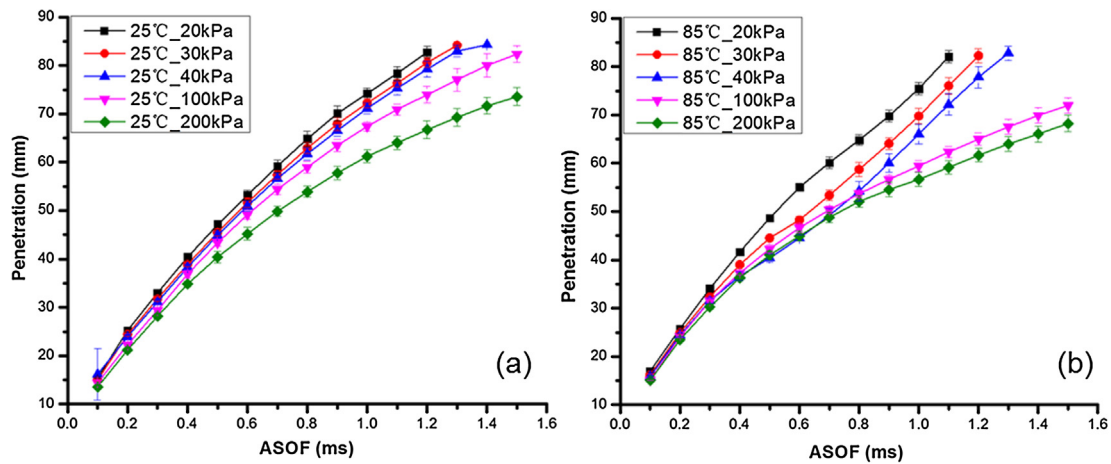 25℃_20kPa
25℃_30kPa
25℃_40kPa
25℃_100kPa
25℃_200kPa
Penetration (mm)
90
80
70
60
50
40
30
20
10
0.0 0.2 0.4 0.6 0.8 1.0 1.2 1.4 1.6
ASOF (ms)
(a)
85℃_20kPa
85℃_30kPa
85℃_40kPa
85℃_100kPa
85℃_200kPa
Penetration (mm)
90
80
70
60
50
40
30
20
10
0.0 0.2 0.4 0.6 0.8 1.0 1.2 1.4 1.6
ASOF (ms)
(b)